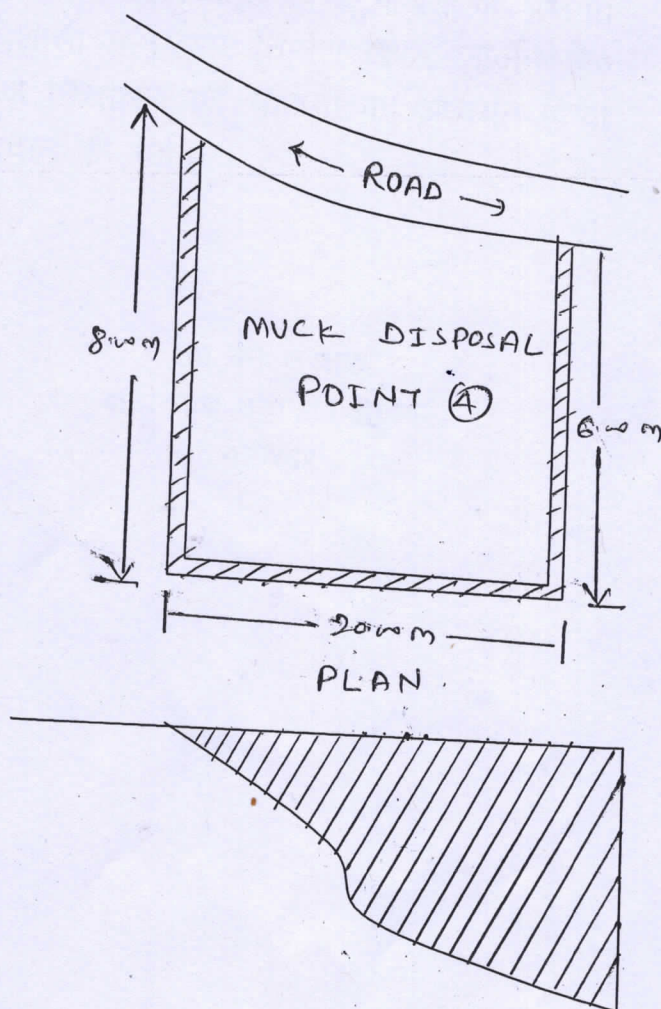 ROAD
MUCK DISPOSAL
POINT ④
8.00 m
6.00 m
20.00 m
PLAN